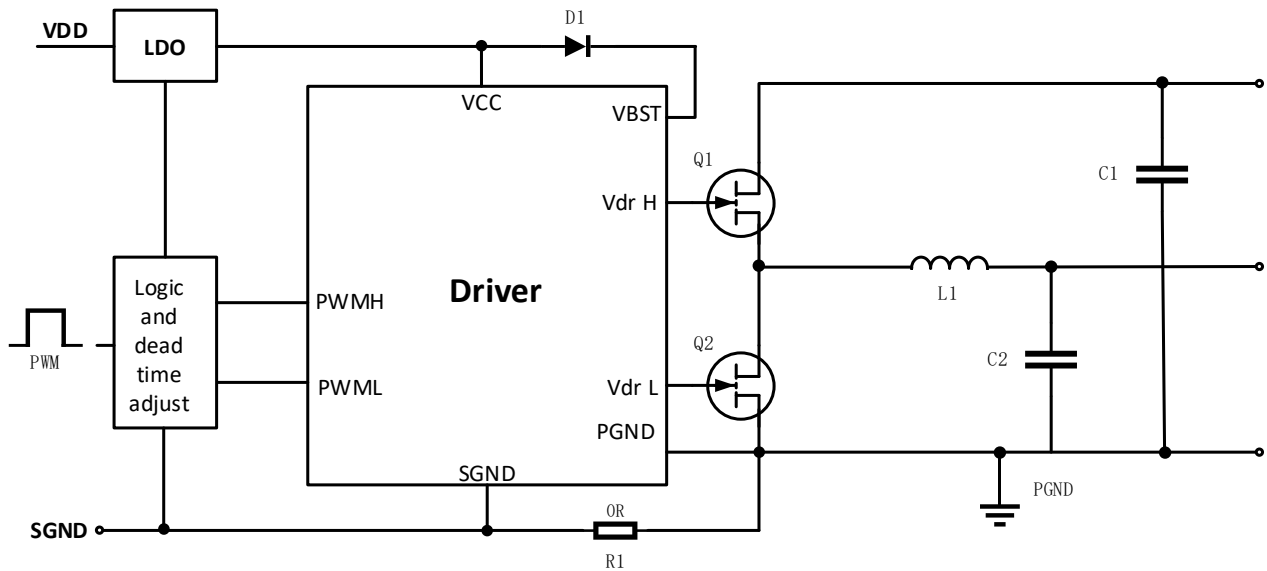 VDD
LDO
D1
VCC
VBST
Q1
C1
Vdr H
Logic
and
dead
time
adjust
Driver
PWMH
L1
PWM
Q2
C2
PWML
Vdr L
PGND
SGND
PGND
SGND
0R
R1